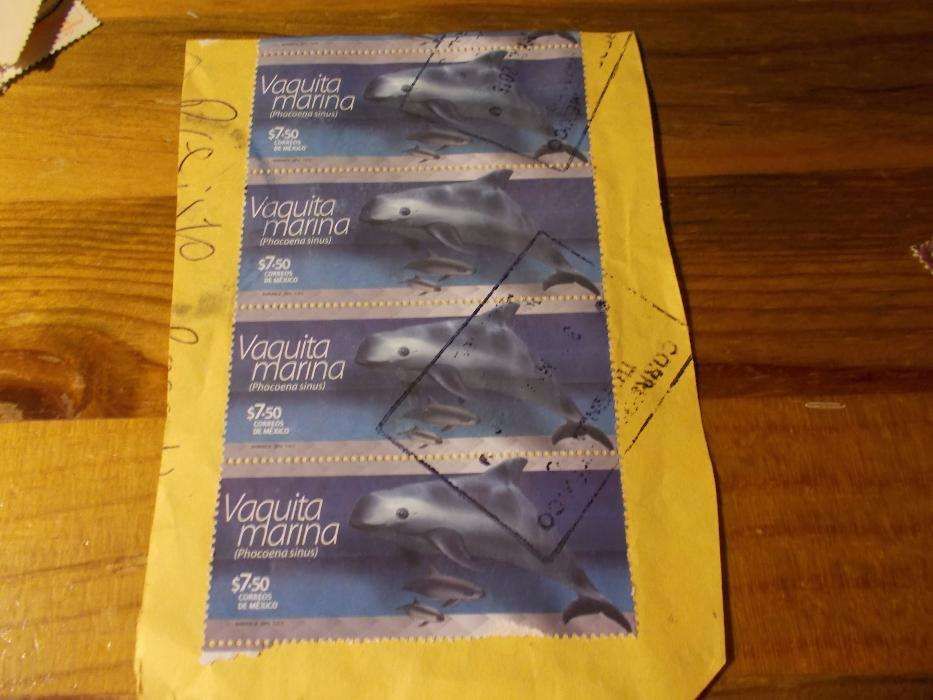 Vaquita
marina
(Phocoena sinus)
$7.50
CORREOS
DE MÉXICO
Vaquita
marina
(Phocoena sinus)
$7.50
CORREOS
DE MÉXICO
Vaquita
marina
(Phocoena sinus)
$7.50
CORREOS
DE MÉXICO
Vaquita
marina
(Phocoena sinus)
$7.50
CORREOS
DE MÉXICO